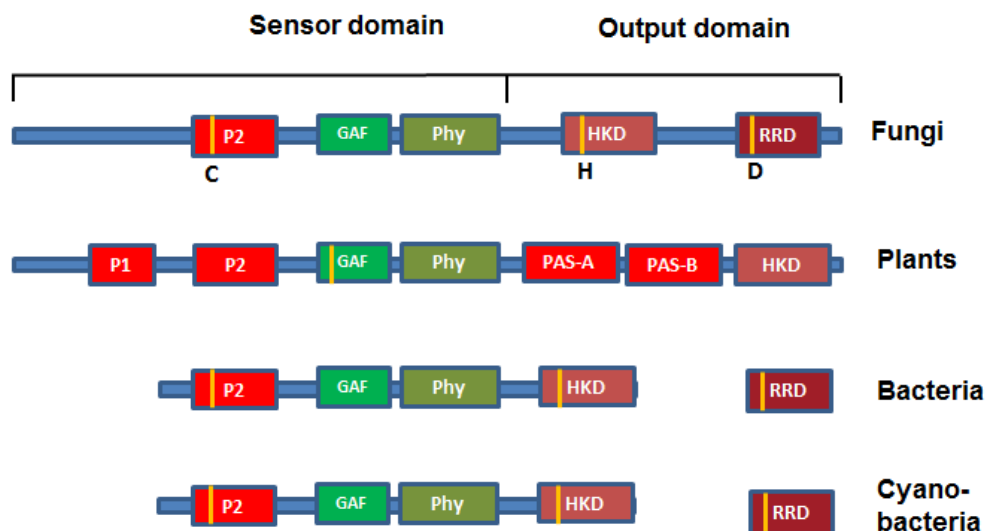 Sensor domain Output domain
P2 GAF Phy HKD RRD Fungi
C H D
P1 P2 GAF Phy PAS-A PAS-B HKD Plants
P2 GAF Phy HKD RRD Bacteria
P2 GAF Phy HKD RRD Cyano-
bacteria